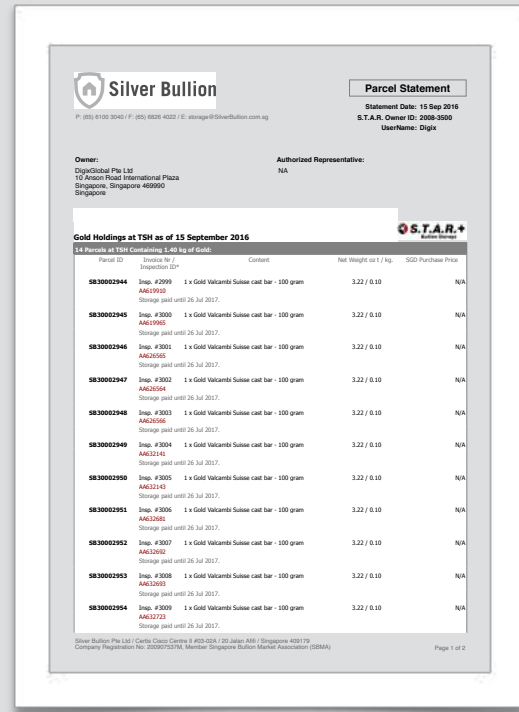 Silver Bullion
P: (65) 6100 3040 / F: (65) 6826 4022 / E: storage@SilverBullion.com.sg
Parcel Statement
Statement Date: 15 Sep 2016
S.T.A.R. Owner ID: 2008-3500
UserName: Digix
Owner:
DigixGlobal Pte Ltd
10 Anson Road International Plaza
Singapore, Singapore 469990
Singapore
Authorized Representative:
NA
S.T.A.R.+
Bullion Storage
Gold Holdings at TSH as of 15 September 2016
14 Parcels at TSH Containing 1.40 kg of Gold:
Parcel ID Invoice Nr / Inspection ID* Content Net Weight oz t / kg. SGD Purchase Price
SB30002944 Insp. #2999 1 x Gold Valcambi Suisse cast bar - 100 gram 3.22 / 0.10 N/A
AA619910
Storage paid until 26 Jul 2017.
SB30002945 Insp. #3000 1 x Gold Valcambi Suisse cast bar - 100 gram 3.22 / 0.10 N/A
AA619965
Storage paid until 26 Jul 2017.
SB30002946 Insp. #3001 1 x Gold Valcambi Suisse cast bar - 100 gram 3.22 / 0.10 N/A
AA626565
Storage paid until 26 Jul 2017.
SB30002947 Insp. #3002 1 x Gold Valcambi Suisse cast bar - 100 gram 3.22 / 0.10 N/A
AA626564
Storage paid until 26 Jul 2017.
SB30002948 Insp. #3003 1 x Gold Valcambi Suisse cast bar - 100 gram 3.22 / 0.10 N/A
AA626566
Storage paid until 26 Jul 2017.
SB30002949 Insp. #3004 1 x Gold Valcambi Suisse cast bar - 100 gram 3.22 / 0.10 N/A
AA632141
Storage paid until 26 Jul 2017.
SB30002950 Insp. #3005 1 x Gold Valcambi Suisse cast bar - 100 gram 3.22 / 0.10 N/A
AA632143
Storage paid until 26 Jul 2017.
SB30002951 Insp. #3006 1 x Gold Valcambi Suisse cast bar - 100 gram 3.22 / 0.10 N/A
AA632681
Storage paid until 26 Jul 2017.
SB30002952 Insp. #3007 1 x Gold Valcambi Suisse cast bar - 100 gram 3.22 / 0.10 N/A
AA632692
Storage paid until 26 Jul 2017.
SB30002953 Insp. #3008 1 x Gold Valcambi Suisse cast bar - 100 gram 3.22 / 0.10 N/A
AA632693
Storage paid until 26 Jul 2017.
SB30002954 Insp. #3009 1 x Gold Valcambi Suisse cast bar - 100 gram 3.22 / 0.10 N/A
AA632723
Storage paid until 26 Jul 2017.
Silver Bullion Pte Ltd / Certis Cisco Centre II #03-02A / 20 Jalan Afifi / Singapore 409179
Company Registration No: 200907537M, Member Singapore Bullion Market Association (SBMA)
Page 1 of 2